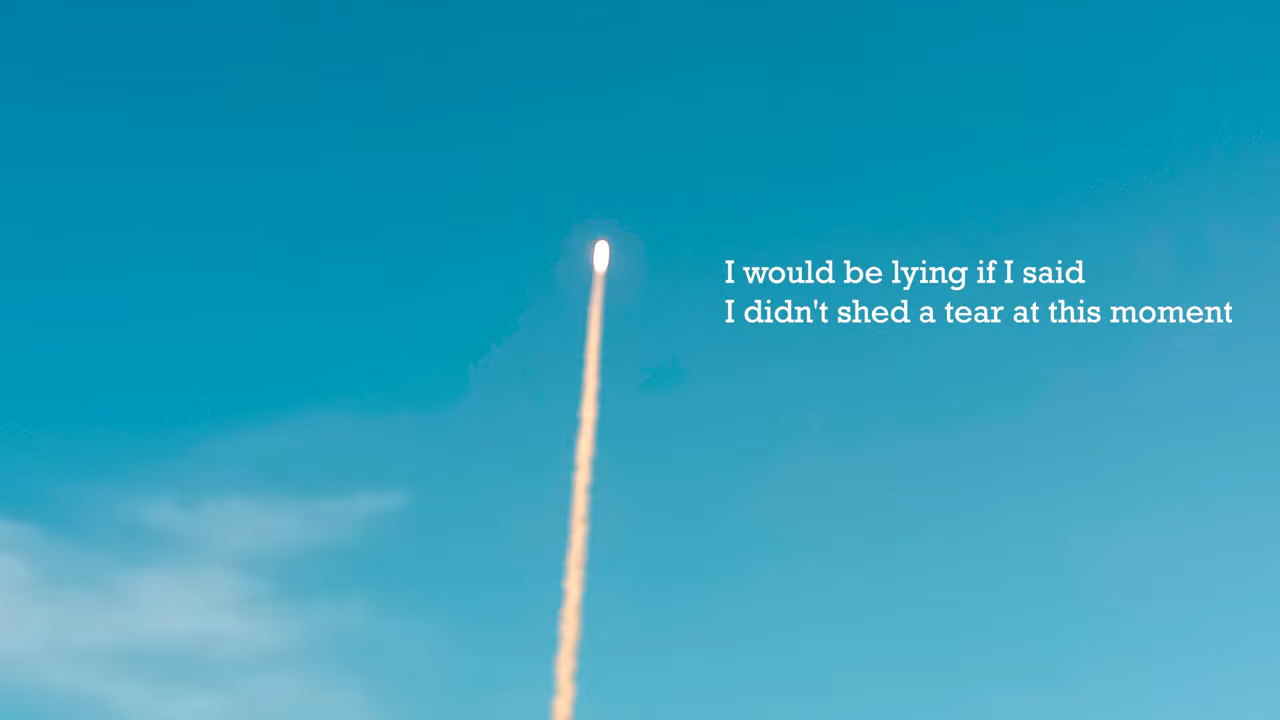 I would be lying if I said
I didn't shed a tear at this moment